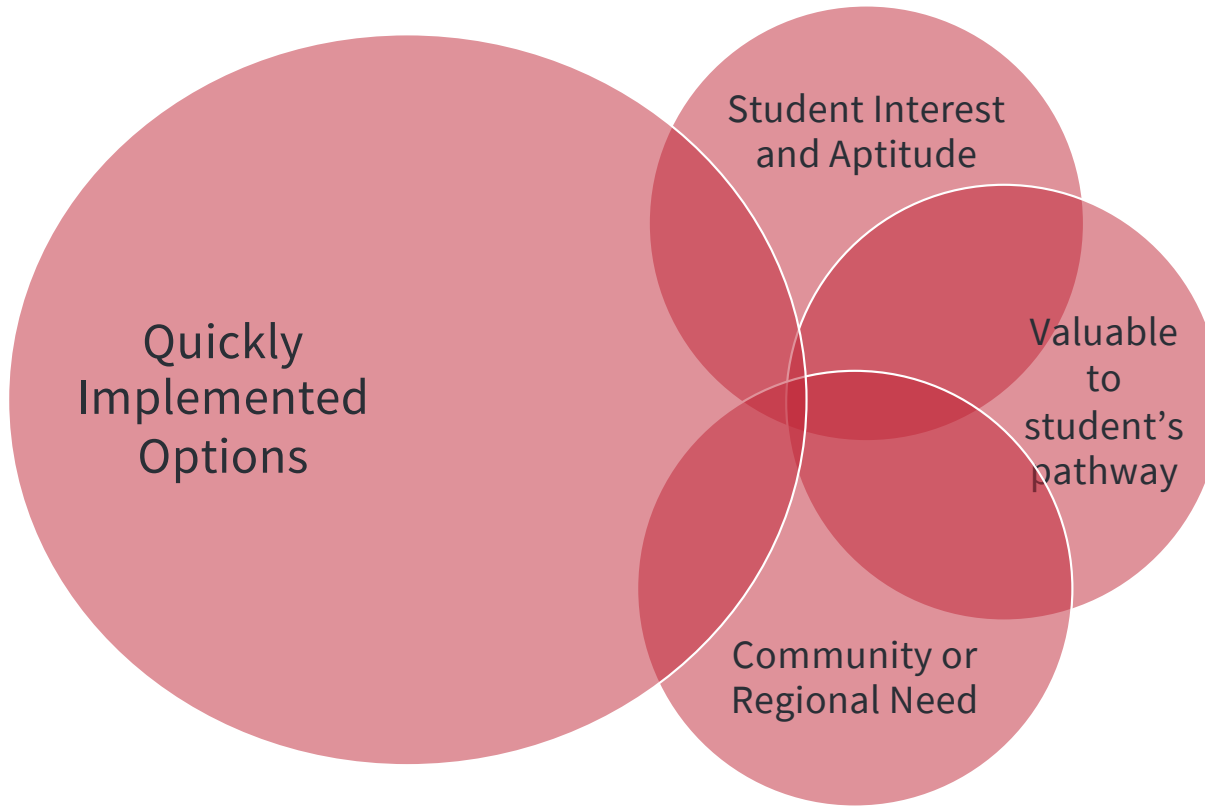 Quickly
Implemented
Options
Student Interest
and Aptitude
Valuable
to
student’s
pathway
Community or
Regional Need